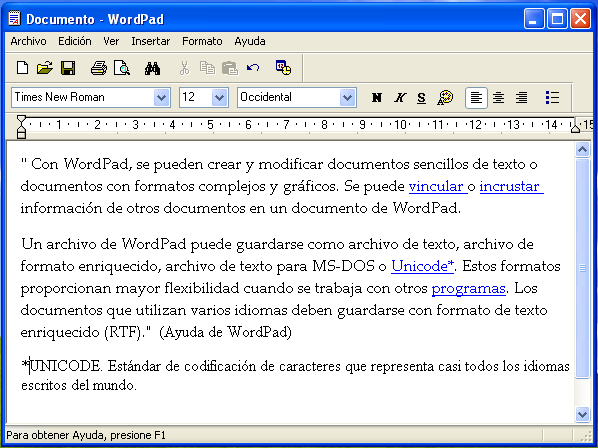 Documento - WordPad
Archivo Edición Ver Insertar Formato Ayuda
Times New Roman 12 Occidental N K S
1 2 3 4 5 6 7 8 9 10 11 12 13 14 15
" Con WordPad, se pueden crear y modificar documentos sencillos de texto o
documentos con formatos complejos y gráficos. Se puede vincular o incrustar
información de otros documentos en un documento de WordPad.
Un archivo de WordPad puede guardarse como archivo de texto, archivo de
formato enriquecido, archivo de texto para MS-DOS o Unicode*. Estos formatos
proporcionan mayor flexibilidad cuando se trabaja con otros programas. Los
documentos que utilizan varios idiomas deben guardarse con formato de texto
enriquecido (RTF)." (Ayuda de WordPad)
*UNICODE. Estándar de codificación de caracteres que representa casi todos los idiomas
escritos del mundo.
Para obtener Ayuda, presione F1